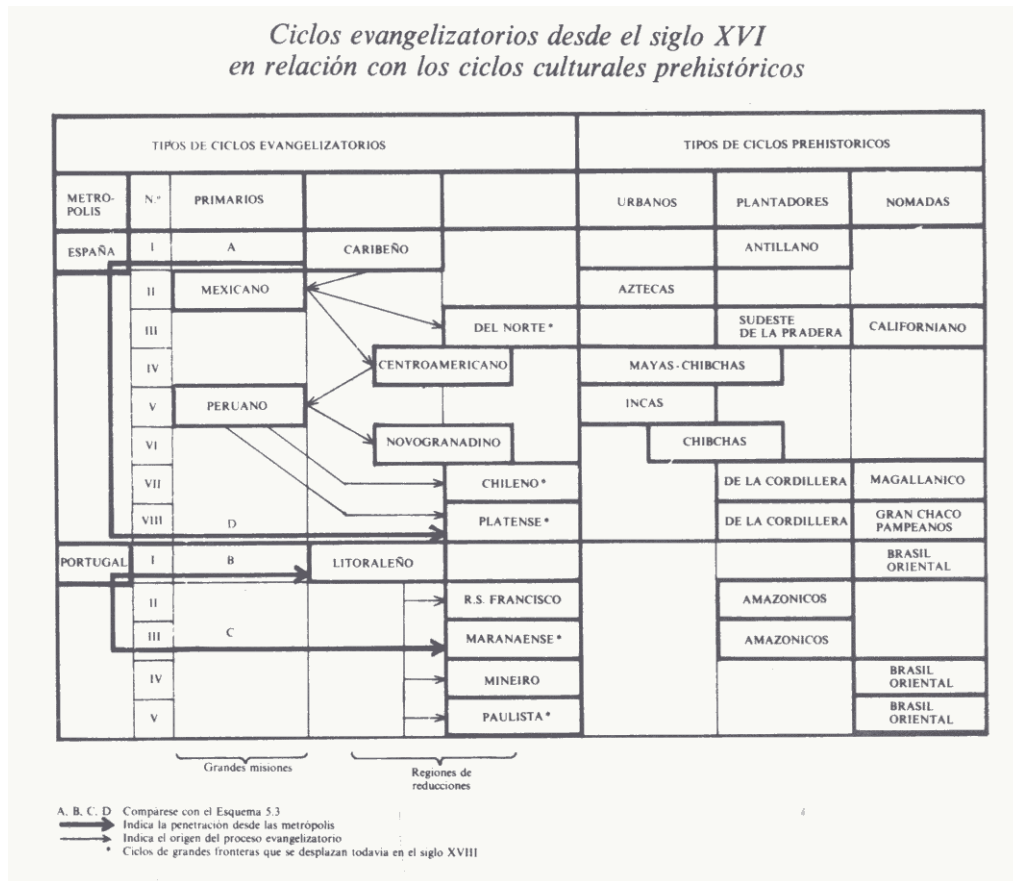 Ciclos evangelizatorios desde el siglo XVI
en relación con los ciclos culturales prehistóricos
TIPOS DE CICLOS EVANGELIZATORIOS
TIPOS DE CICLOS PREHISTORICOS
METRO-
POLIS
N.º
PRIMARIOS
URBANOS
PLANTADORES
NOMADAS
ESPAÑA
I
A
CARIBEÑO
ANTILLANO
II
MEXICANO
AZTECAS
III
DEL NORTE*
SUDESTE
DE LA PRADERA
CALIFORNIANO
IV
CENTROAMERICANO
MAYAS-CHIBCHAS
V
PERUANO
INCAS
VI
NOVOGRANADINO
CHIBCHAS
VII
CHILENO*
DE LA CORDILLERA
MAGALLANICO
VIII
D
PLATENSE*
DE LA CORDILLERA
GRAN CHACO
PAMPEANOS
PORTUGAL
I
B
LITORALEÑO
BRASIL
ORIENTAL
II
R.S. FRANCISCO
AMAZONICOS
III
C
MARANAENSE*
AMAZONICOS
IV
MINEIRO
BRASIL
ORIENTAL
V
PAULISTA*
BRASIL
ORIENTAL
Grandes misiones
Regiones de
reducciones
A, B, C, D Compárese con el Esquema 5.3
Indica la penetración desde las metrópolis
Indica el origen del proceso evangelizatorio
* Ciclos de grandes fronteras que se desplazan todavia en el siglo XVIII
4